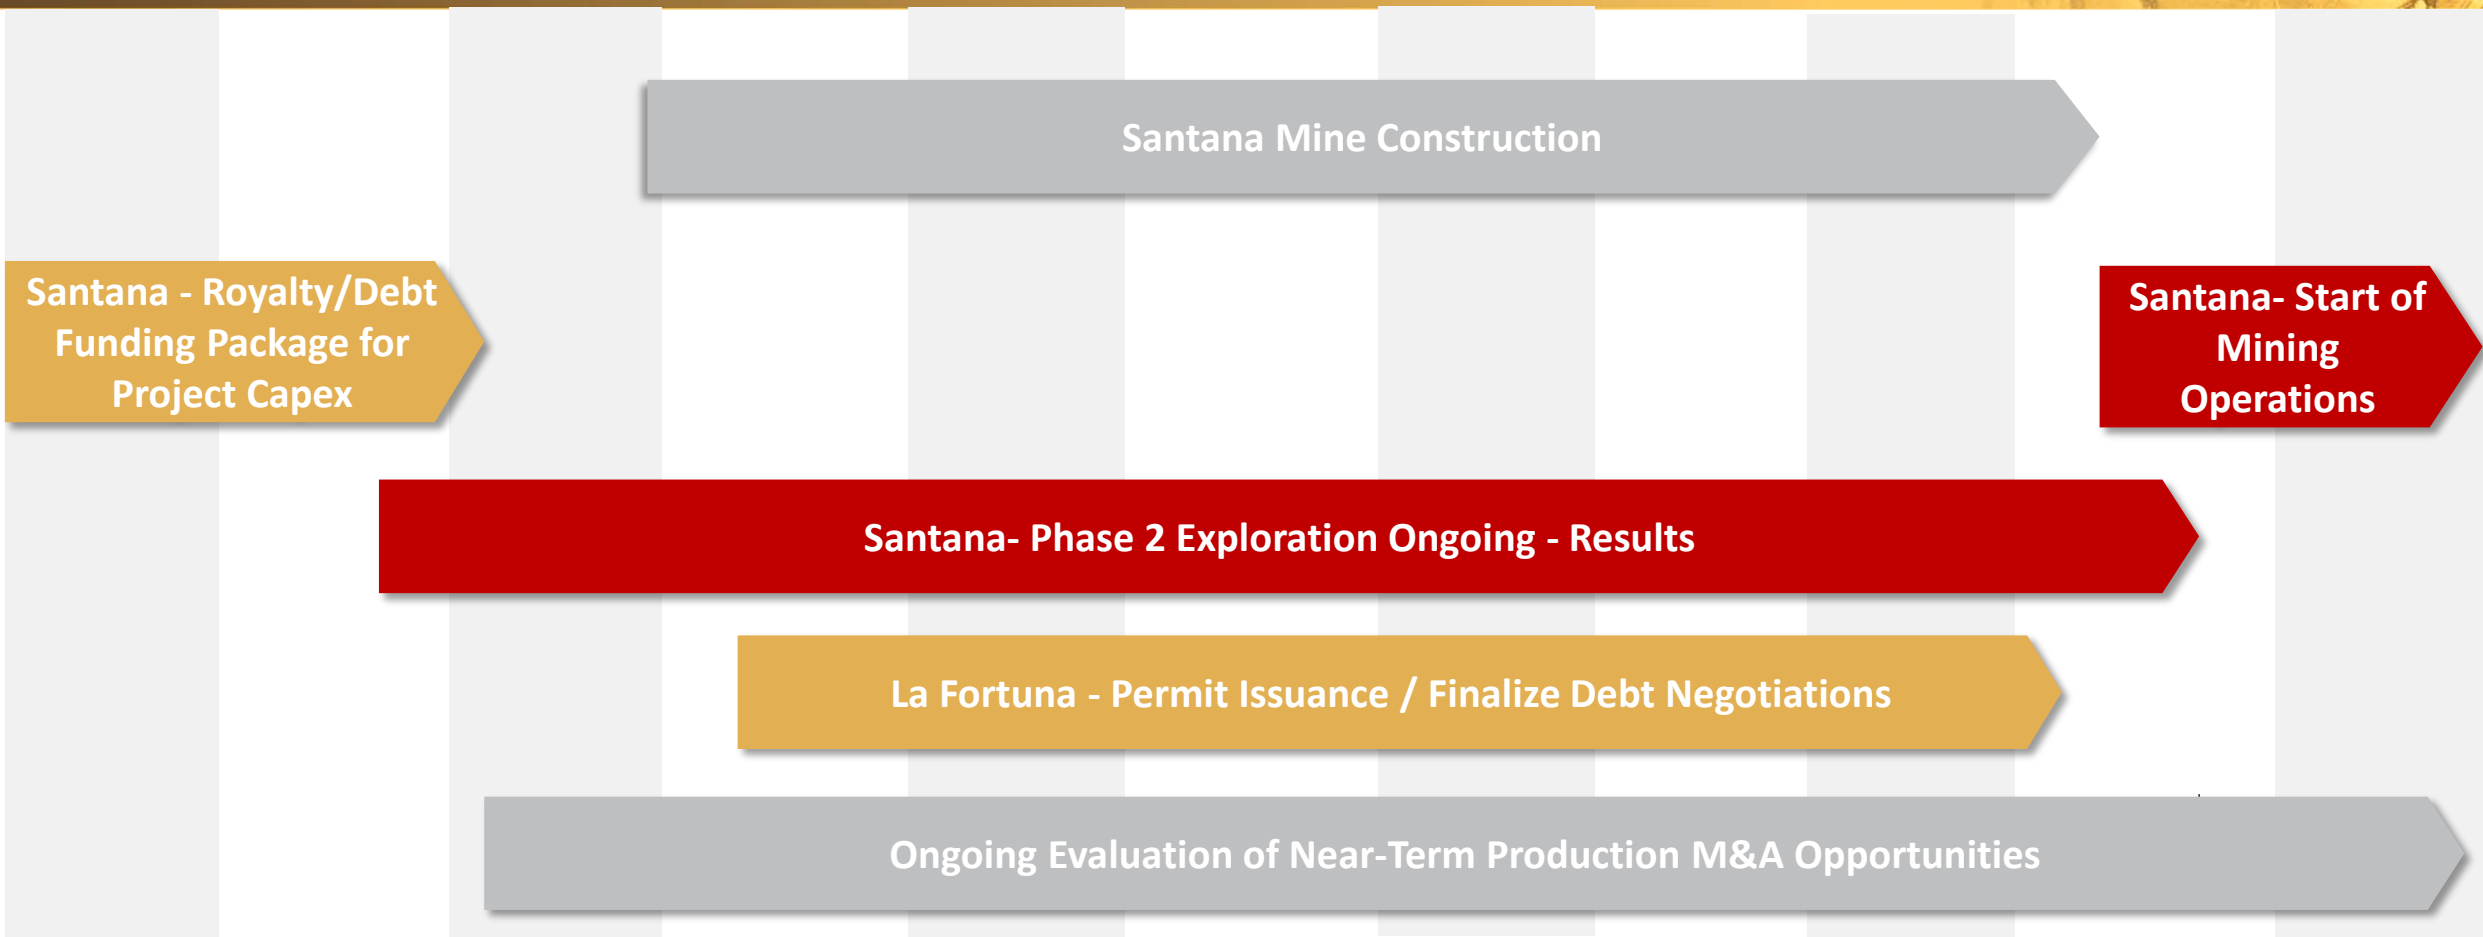 Santana Mine Construction
Santana - Royalty/Debt
Funding Package for
Project Capex
Santana- Start of
Mining
Operations
Santana- Phase 2 Exploration Ongoing - Results
La Fortuna - Permit Issuance / Finalize Debt Negotiations
Ongoing Evaluation of Near-Term Production M&A Opportunities